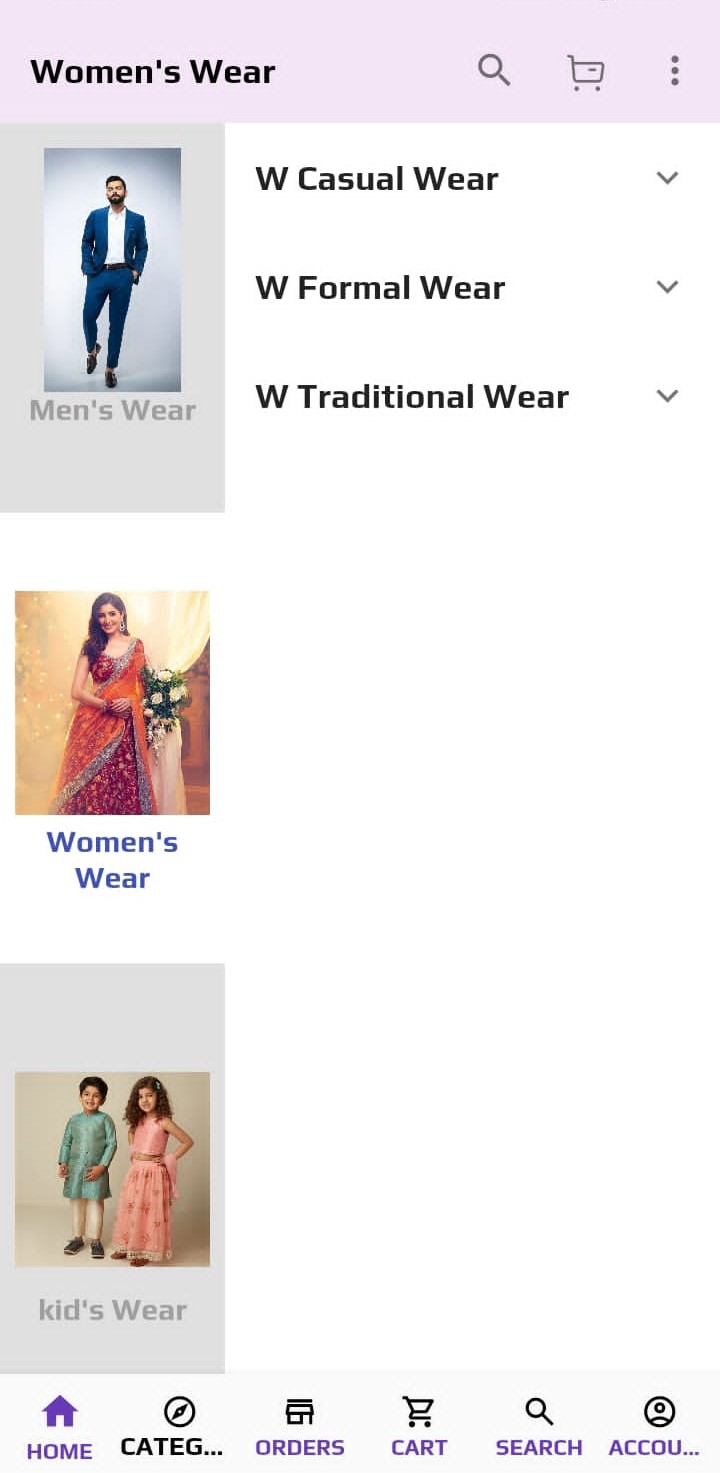 Women's Wear
Men's Wear
Women's
Wear
kid's Wear
W Casual Wear
W Formal Wear
W Traditional Wear
HOME
CATEG...
ORDERS
CART
SEARCH
ACCOU...